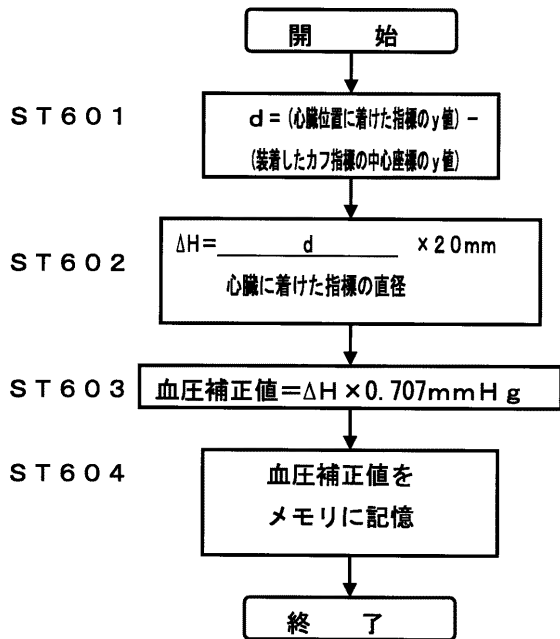 開　始
ST601
d＝(心臓位置に着けた指標のy値)－
(装着したカフ指標の中心座標のy値)
ST602
ΔH＝ d ×20mm
心臓に着けた指標の直径
ST603
血圧補正値＝ΔH×0.707mmHg
ST604
血圧補正値を
メモリに記憶
終　了